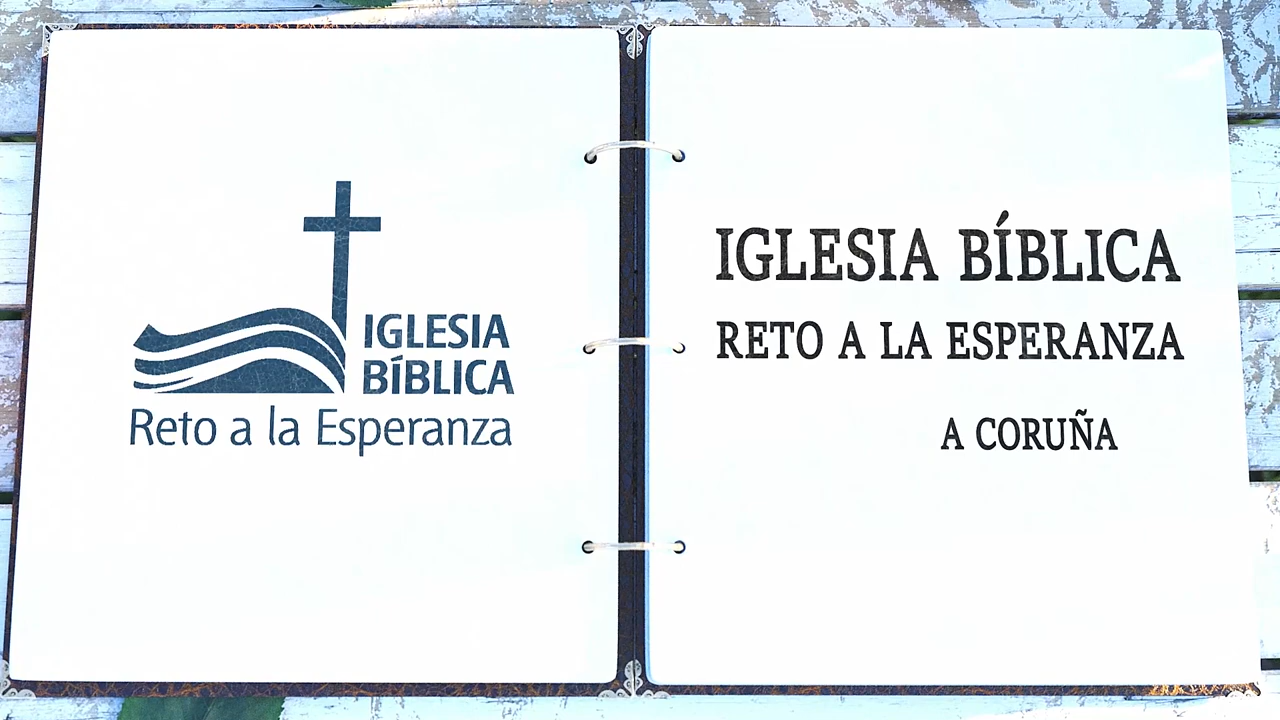 IGLESIA
BÍBLICA
Reto a la Esperanza
IGLESIA BÍBLICA
RETO A LA ESPERANZA
A CORUÑA